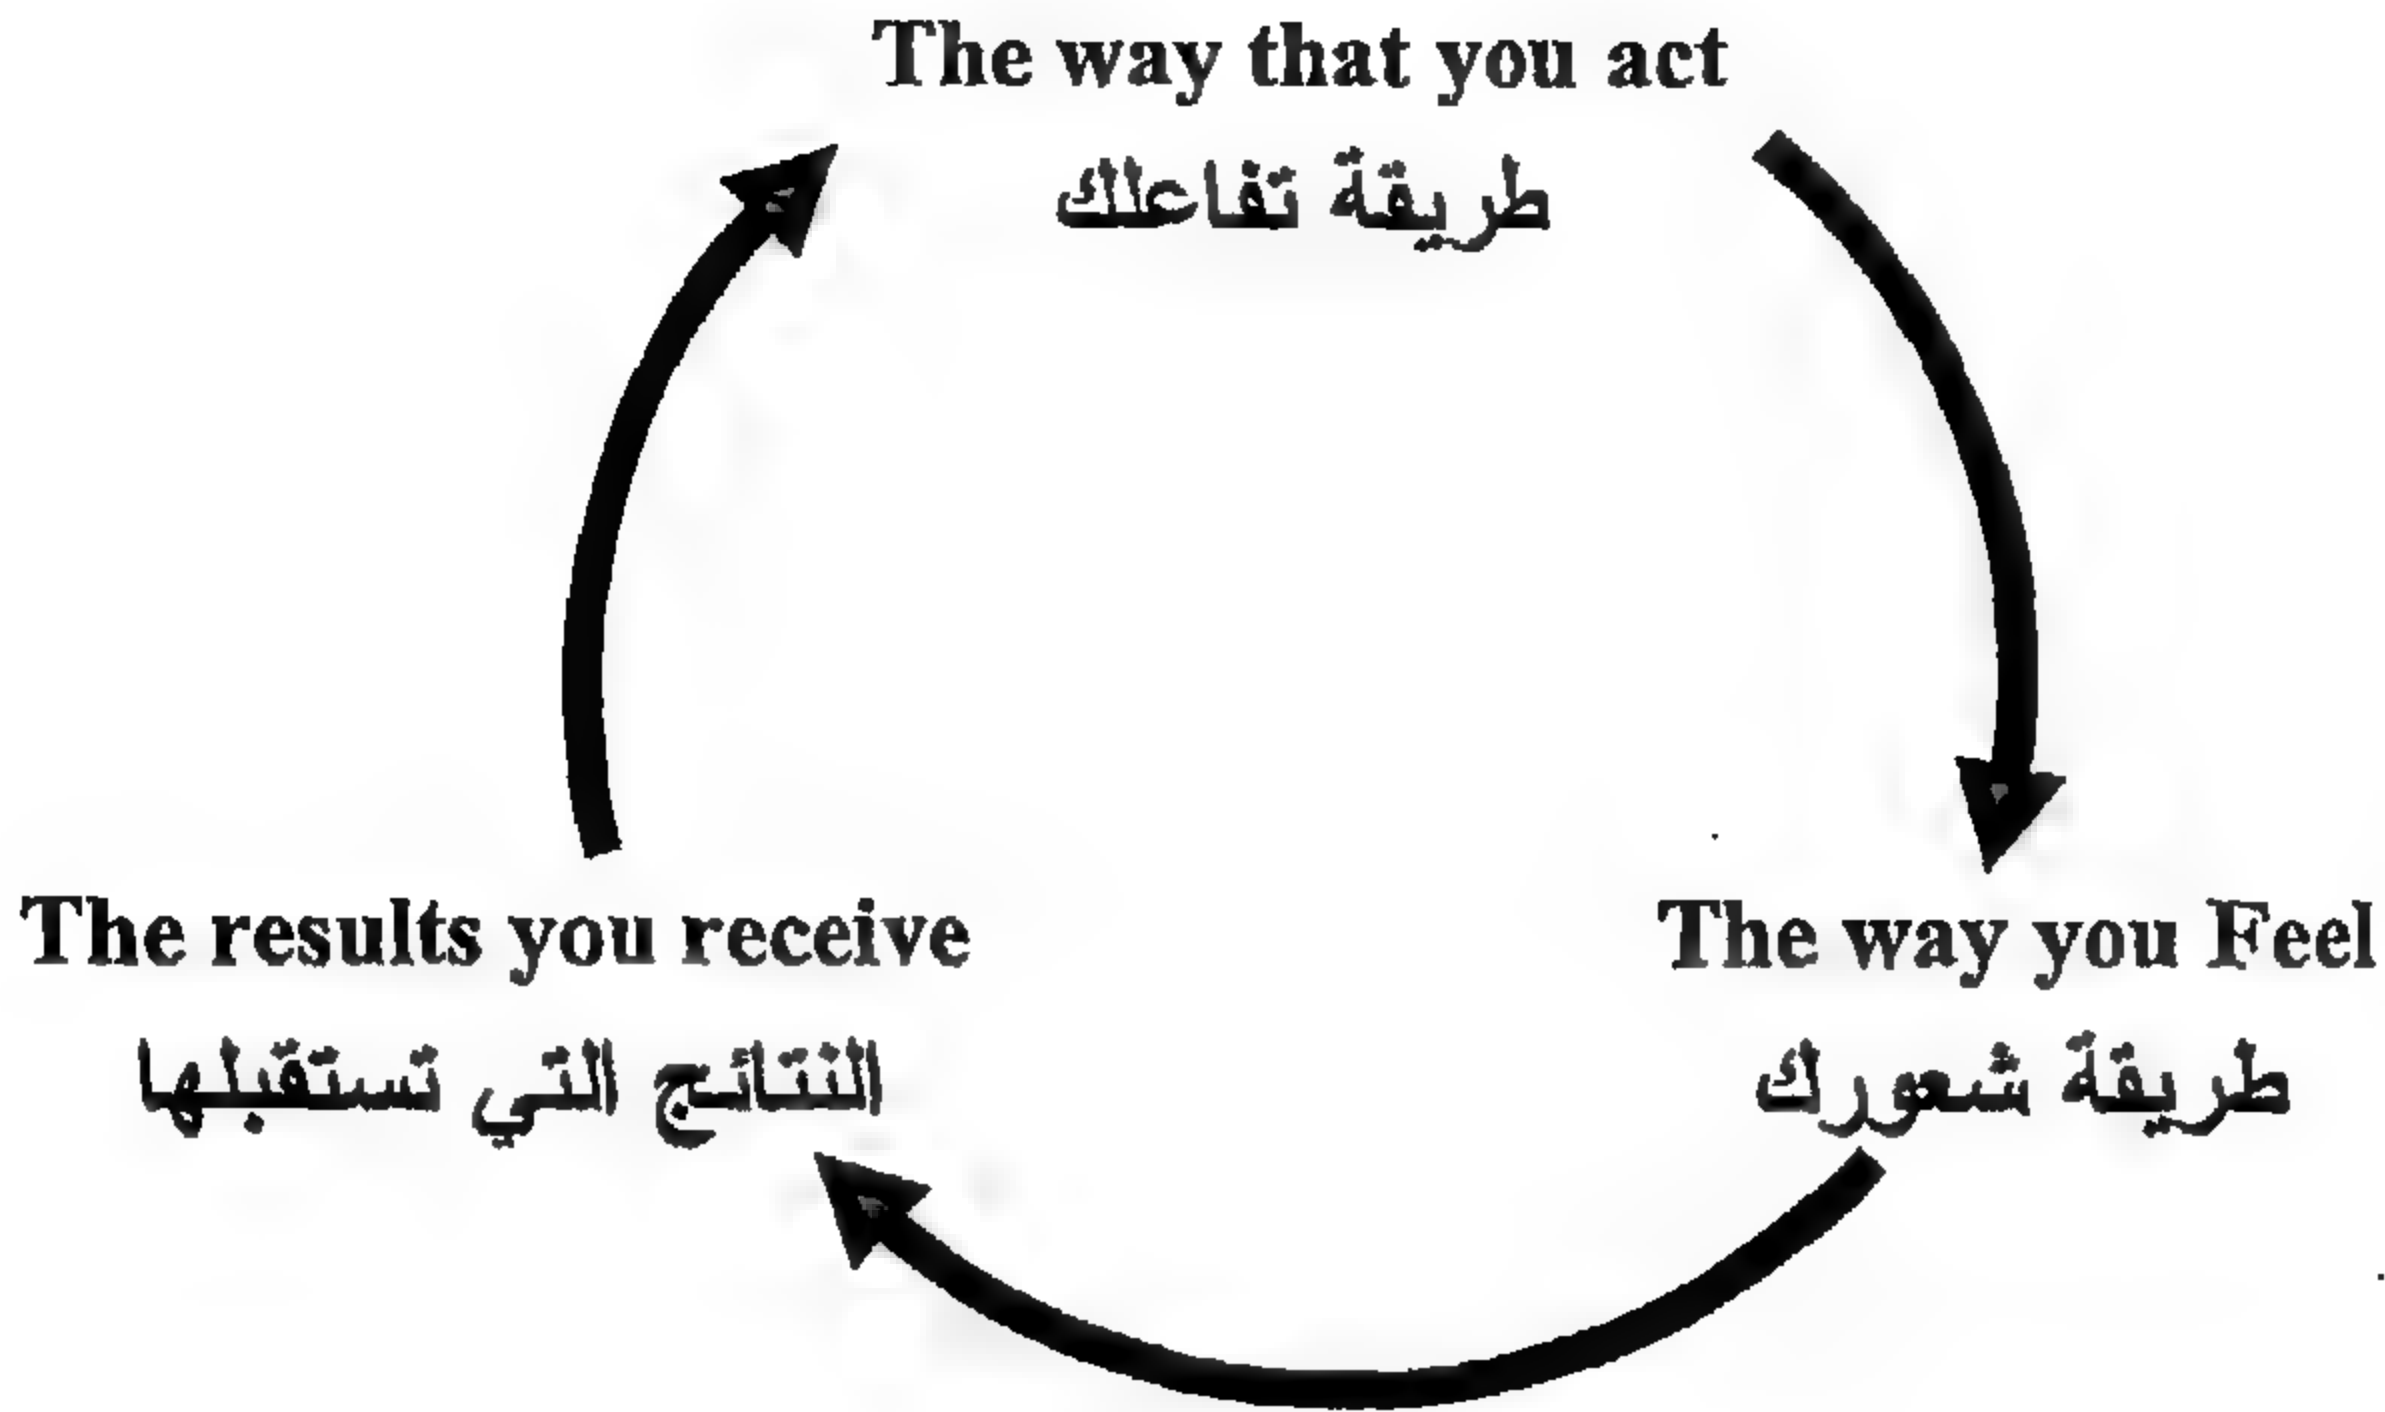 The way that you act
طريقة تفاعلك
The results you receive
النتائج التي تستقبلها
The way you Feel
طريقة شعورك